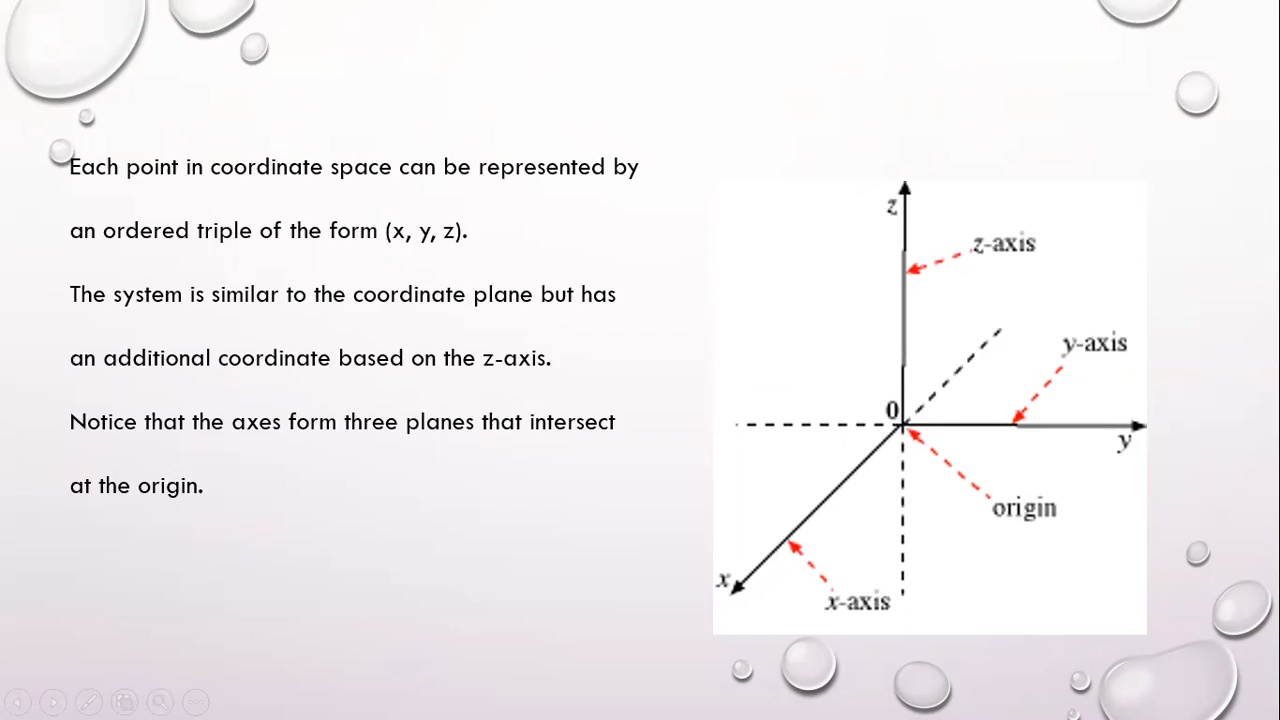 Each point in coordinate space can be represented by
an ordered triple of the form (x, y, z).
The system is similar to the coordinate plane but has
an additional coordinate based on the z-axis.
Notice that the axes form three planes that intersect
at the origin.
z
z-axis
y-axis
0
y
origin
x
x-axis